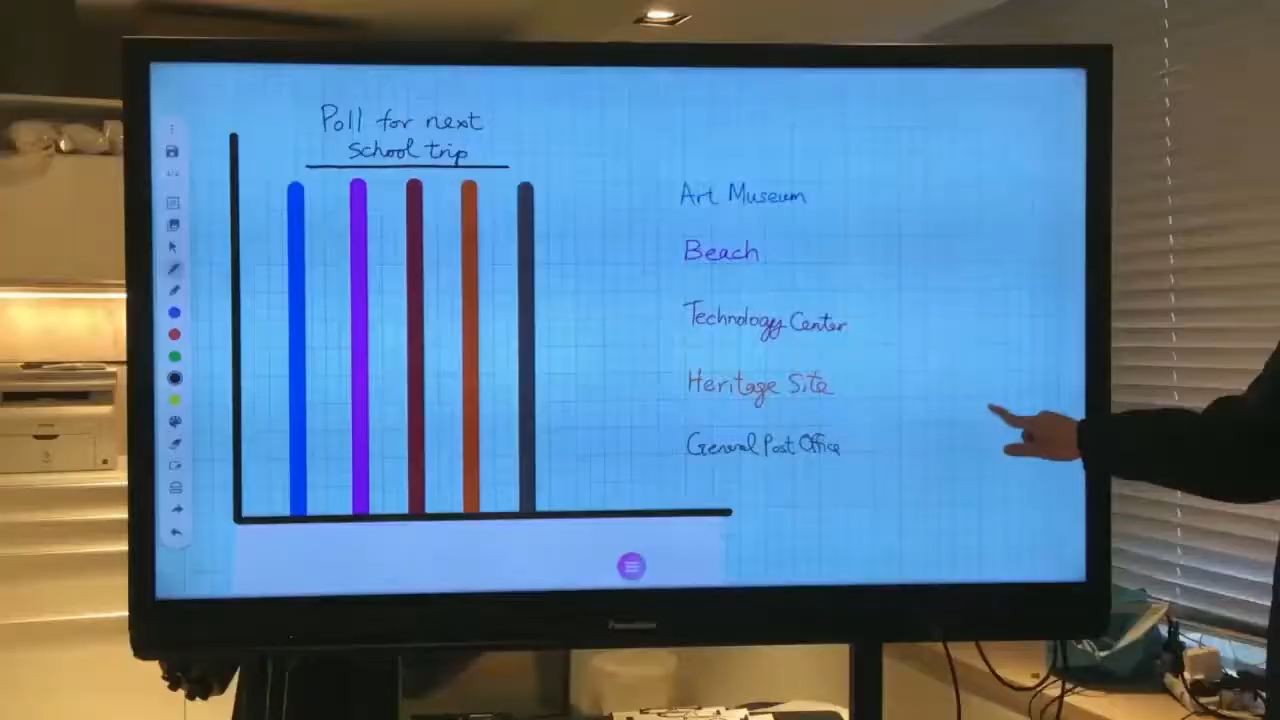 Poll for next
school trip
Art Museum
Beach
Technology Center
Heritage Site
General Post Office